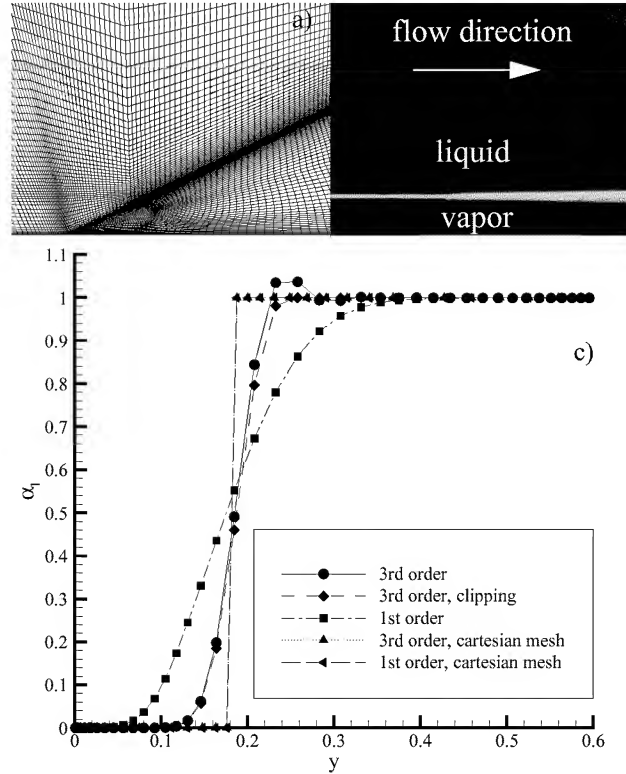 a)
flow direction
liquid
vapor
c)
1.1
1
0.9
0.8
0.7
0.6
0.5
0.4
0.3
0.2
0.1
0
α₁
0
0.1
0.2
0.3
0.4
0.5
0.6
y
3rd order
3rd order, clipping
1st order
3rd order, cartesian mesh
1st order, cartesian mesh